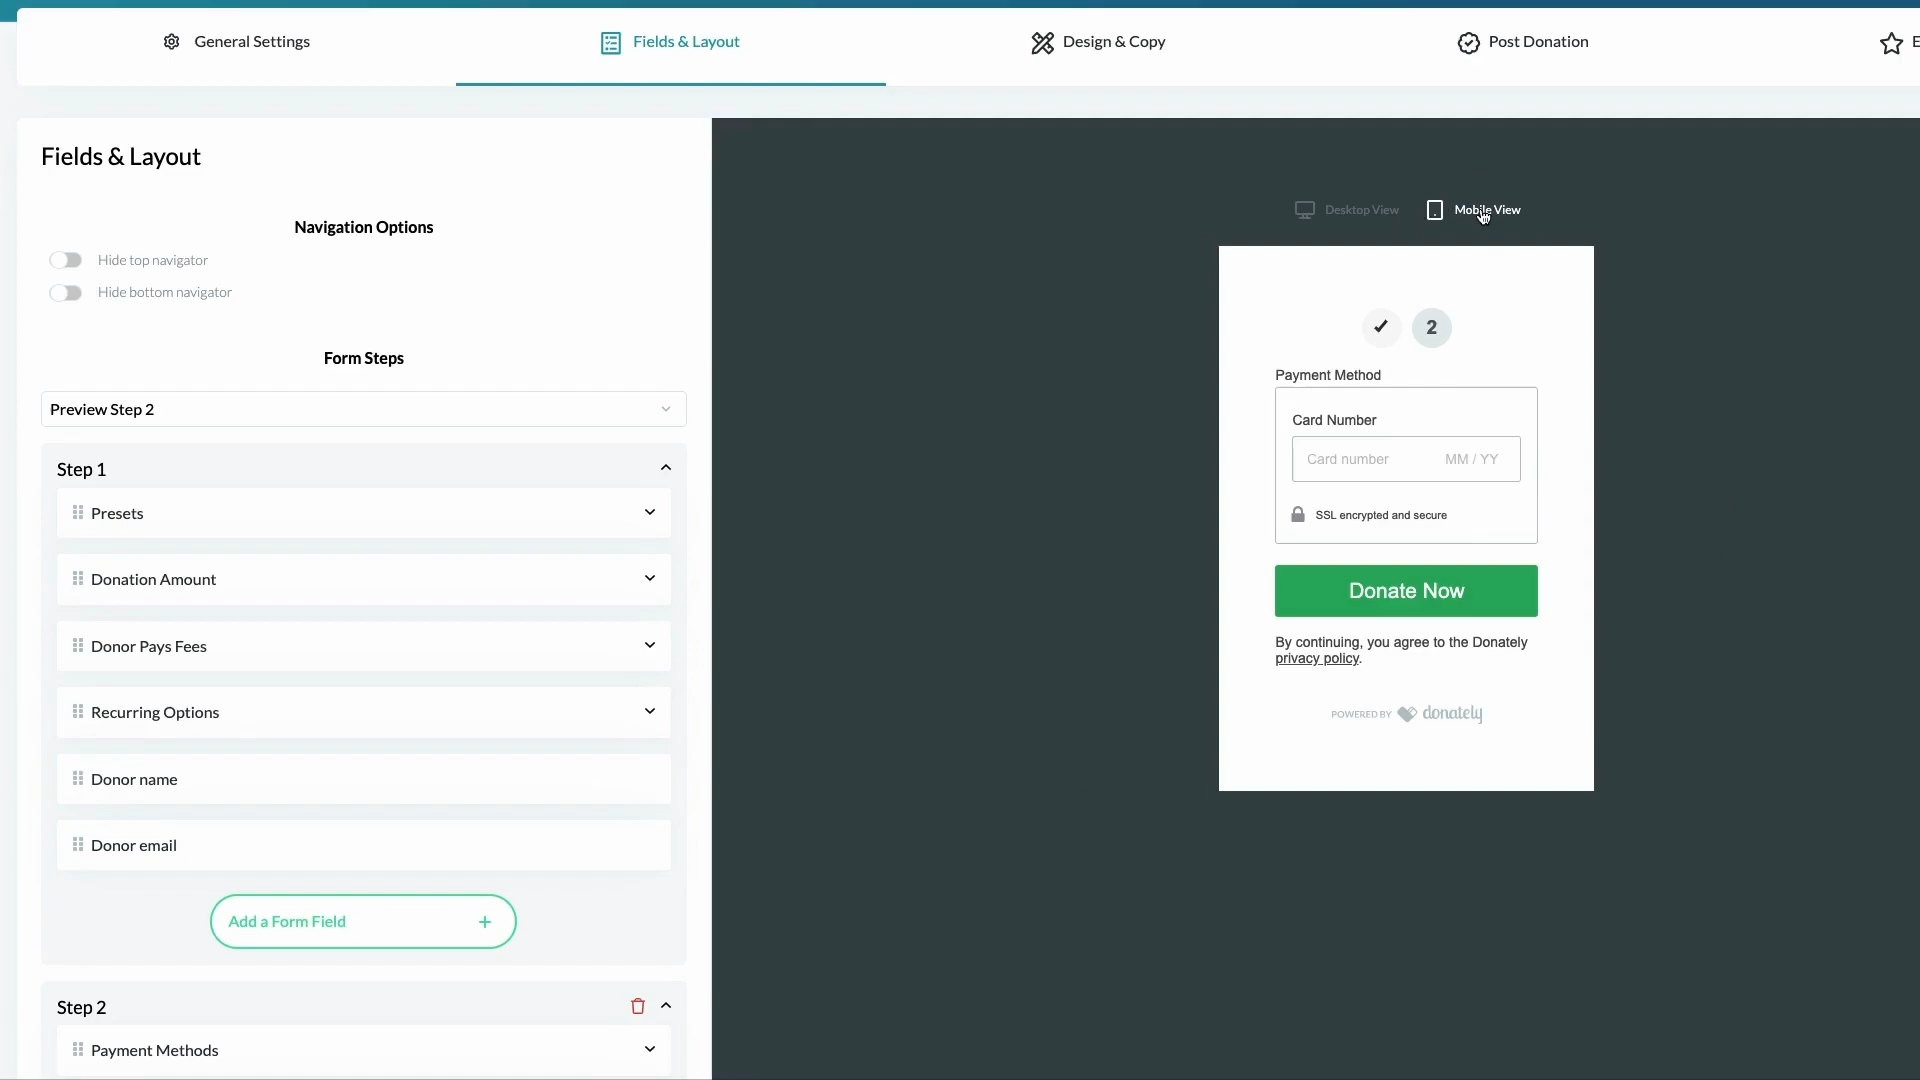 General Settings
Fields & Layout
Design & Copy
Post Donation
E
Fields & Layout
Navigation Options
Hide top navigator
Hide bottom navigator
Form Steps
Preview Step 2
Step 1
Presets
Donation Amount
Donor Pays Fees
Recurring Options
Donor name
Donor email
Add a Form Field +
Step 2
Payment Methods
Desktop View
Mobile View
2
Payment Method
Card Number
Card number MM / YY
SSL encrypted and secure
Donate Now
By continuing, you agree to the Donately
privacy policy.
POWERED BY donately